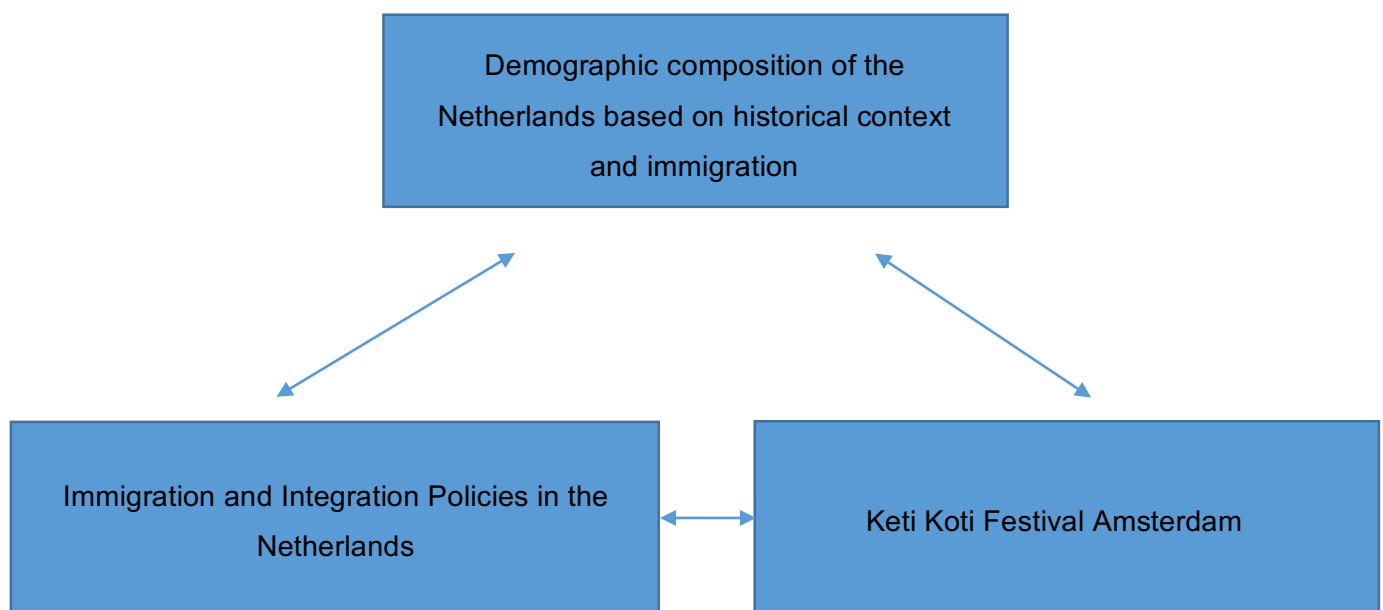 Demographic composition of the
Netherlands based on historical context
and immigration
Immigration and Integration Policies in the
Netherlands
Keti Koti Festival Amsterdam